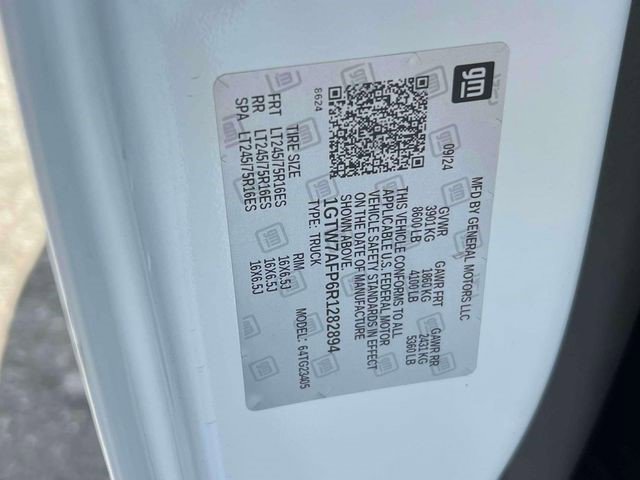 gm
MFD BY GENERAL MOTORS LLC
09/24 GVWR GAWR FRT GAWR RR
3901 KG 1860 KG 2431 KG
8600 LB 4100 LB 5360 LB
THIS VEHICLE CONFORMS TO ALL
APPLICABLE U.S. FEDERAL MOTOR
VEHICLE SAFETY STANDARDS IN EFFECT
ON THE DATE OF MANUFACTURE
SHOWN ABOVE.
1GTW7AFP6R1282894
8624 TYPE: TRUCK MODEL: 64TG23405
TIRE SIZE RIM
FRT LT245/75R16ES 16X6.5J
RR LT245/75R16ES 16X6.5J
SPA LT245/75R16ES 16X6.5J